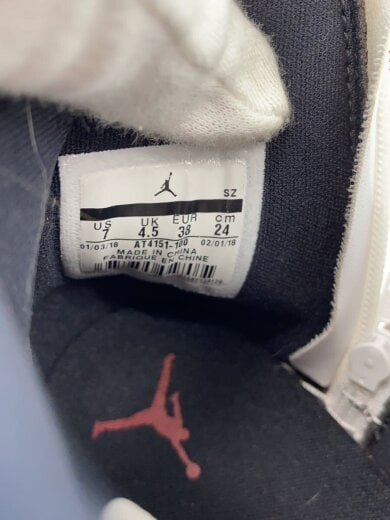 SZ
US UK EUR cm
7 4.5 38 24
01/03/18 AT4151-100 02/01/18
MADE IN CHINA
FABRIQUE EN CHINE